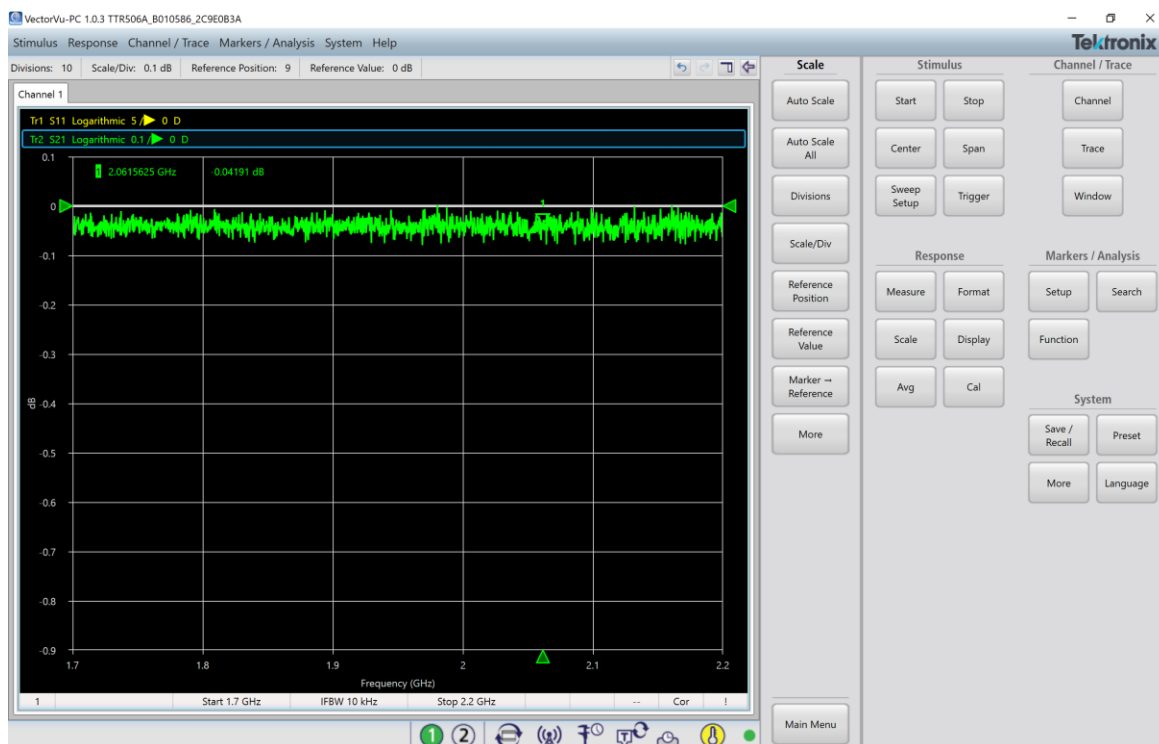 VectorVu-PC 1.0.3 TTR506A_B010586_2C9E0B3A
Stimulus Response Channel / Trace Markers / Analysis System Help
Tektronix
Divisions: 10 Scale/Div: 0.1 dB Reference Position: 9 Reference Value: 0 dB
Channel 1
Tr1 S11 Logarithmic 5 / 0 D
Tr2 S21 Logarithmic 0.1 / 0 D
1 2.0615625 GHz -0.04191 dB
1
0.1
0
-0.1
-0.2
-0.3
-0.4
-0.5
-0.6
-0.7
-0.8
-0.9
dB
1.7 1.8 1.9 2 2.1 2.2
Frequency (GHz)
1 Start 1.7 GHz IFBW 10 kHz Stop 2.2 GHz -- Cor !
1 2
T
Scale
Auto Scale
Auto Scale
All
Divisions
Scale/Div
Reference
Position
Reference
Value
Marker →
Reference
More
Main Menu
Stimulus
Start Stop
Center Span
Sweep
Setup
Trigger
Response
Measure Format
Scale Display
Avg Cal
Channel / Trace
Channel
Trace
Window
Markers / Analysis
Setup Search
Function
System
Save /
Recall
Preset
More Language